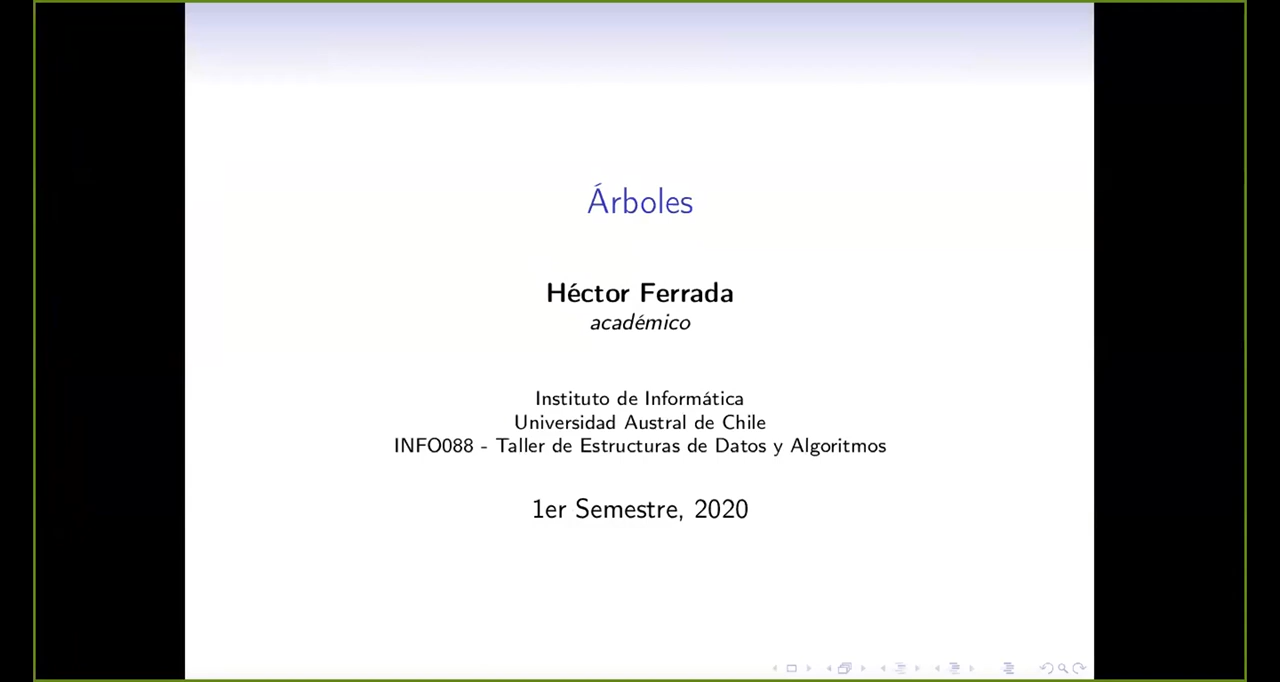 Árboles
Héctor Ferrada
académico
Instituto de Informática
Universidad Austral de Chile
INFO088 - Taller de Estructuras de Datos y Algoritmos
1er Semestre, 2020